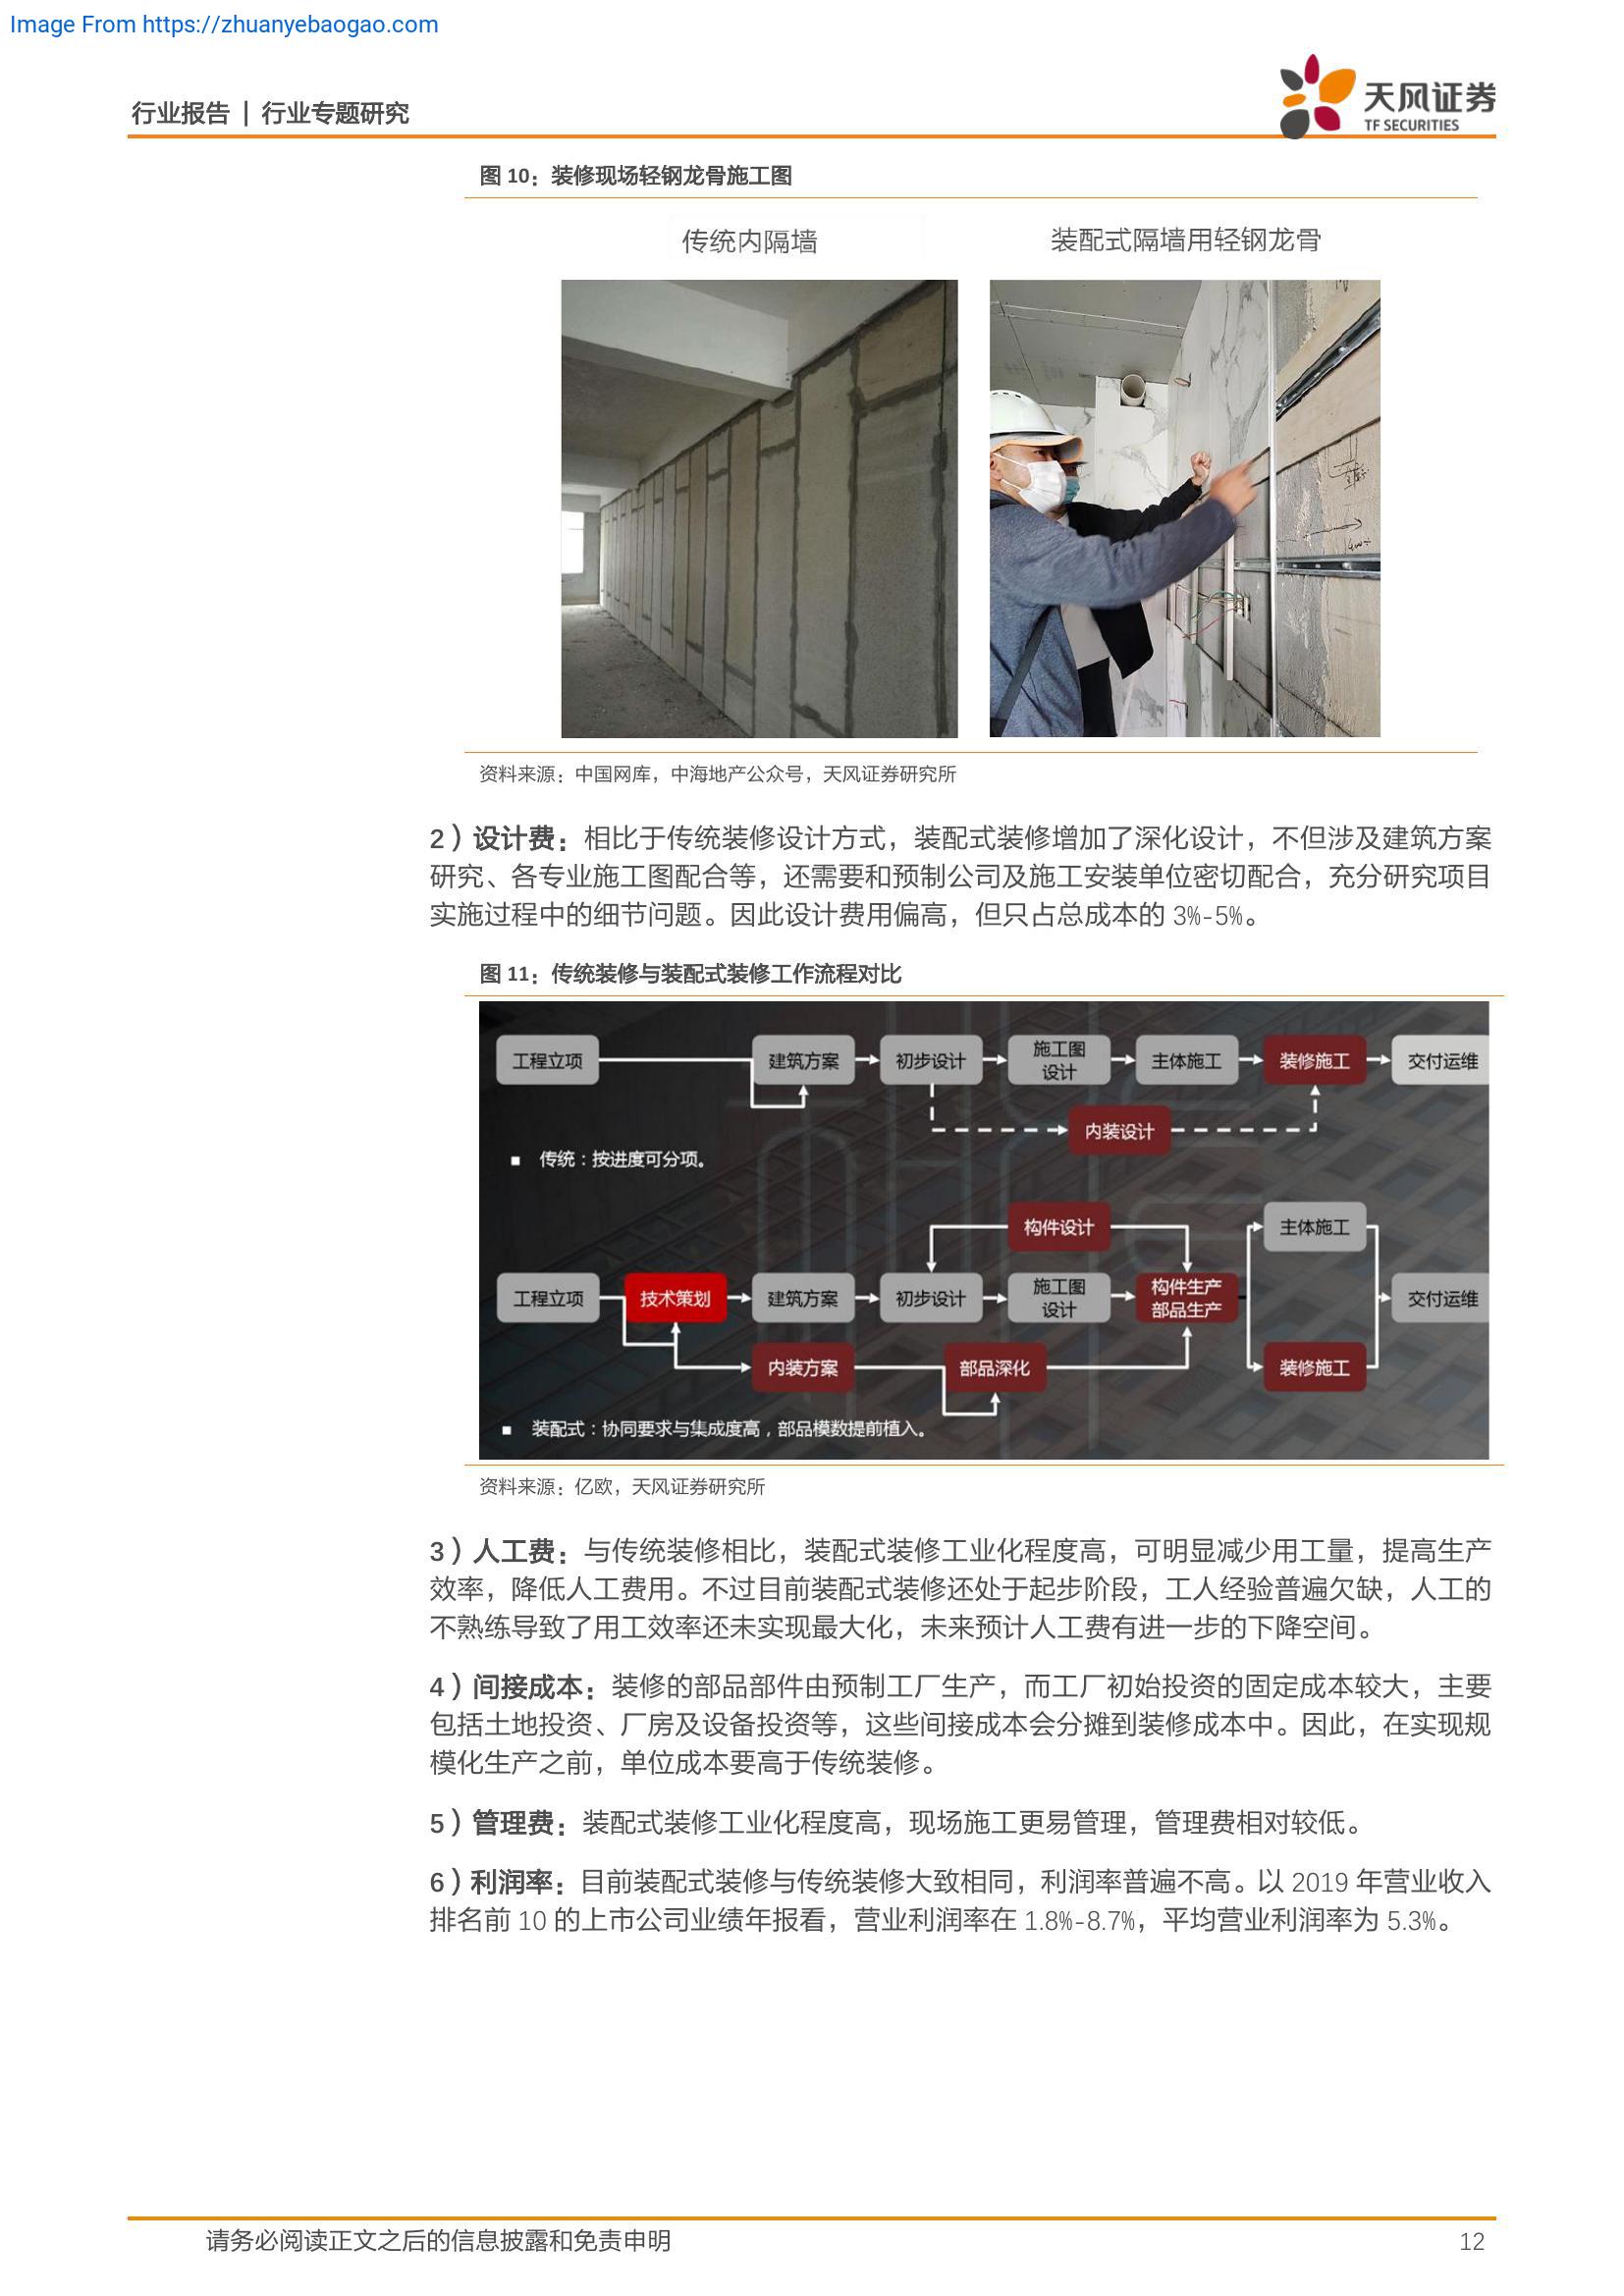 Image From https://zhuanyebaogao.com
行业报告 | 行业专题研究
天风证券
TF SECURITIES
图 10：装修现场轻钢龙骨施工图
传统内隔墙
装配式隔墙用轻钢龙骨
资料来源：中国网库，中海地产公众号，天风证券研究所
2）设计费：相比于传统装修设计方式，装配式装修增加了深化设计，不但涉及建筑方案
研究、各专业施工图配合等，还需要和预制公司及施工安装单位密切配合，充分研究项目
实施过程中的细节问题。因此设计费用偏高，但只占总成本的 3%-5%。
图 11：传统装修与装配式装修工作流程对比
工程立项
建筑方案
初步设计
施工图
设计
主体施工
装修施工
交付运维
内装设计
■ 传统：按进度可分项。
构件设计
主体施工
工程立项
技术策划
建筑方案
初步设计
施工图
设计
构件生产
部品生产
交付运维
内装方案
部品深化
装修施工
■ 装配式：协同要求与集成度高，部品模数提前植入。
资料来源：亿欧，天风证券研究所
3）人工费：与传统装修相比，装配式装修工业化程度高，可明显减少用工量，提高生产
效率，降低人工费用。不过目前装配式装修还处于起步阶段，工人经验普遍欠缺，人工的
不熟练导致了用工效率还未实现最大化，未来预计人工费有进一步的下降空间。
4）间接成本：装修的部品部件由预制工厂生产，而工厂初始投资的固定成本较大，主要
包括土地投资、厂房及设备投资等，这些间接成本会分摊到装修成本中。因此，在实现规
模化生产之前，单位成本要高于传统装修。
5）管理费：装配式装修工业化程度高，现场施工更易管理，管理费相对较低。
6）利润率：目前装配式装修与传统装修大致相同，利润率普遍不高。以 2019 年营业收入
排名前 10 的上市公司业绩年报看，营业利润率在 1.8%-8.7%，平均营业利润率为 5.3%。
请务必阅读正文之后的信息披露和免责申明
12